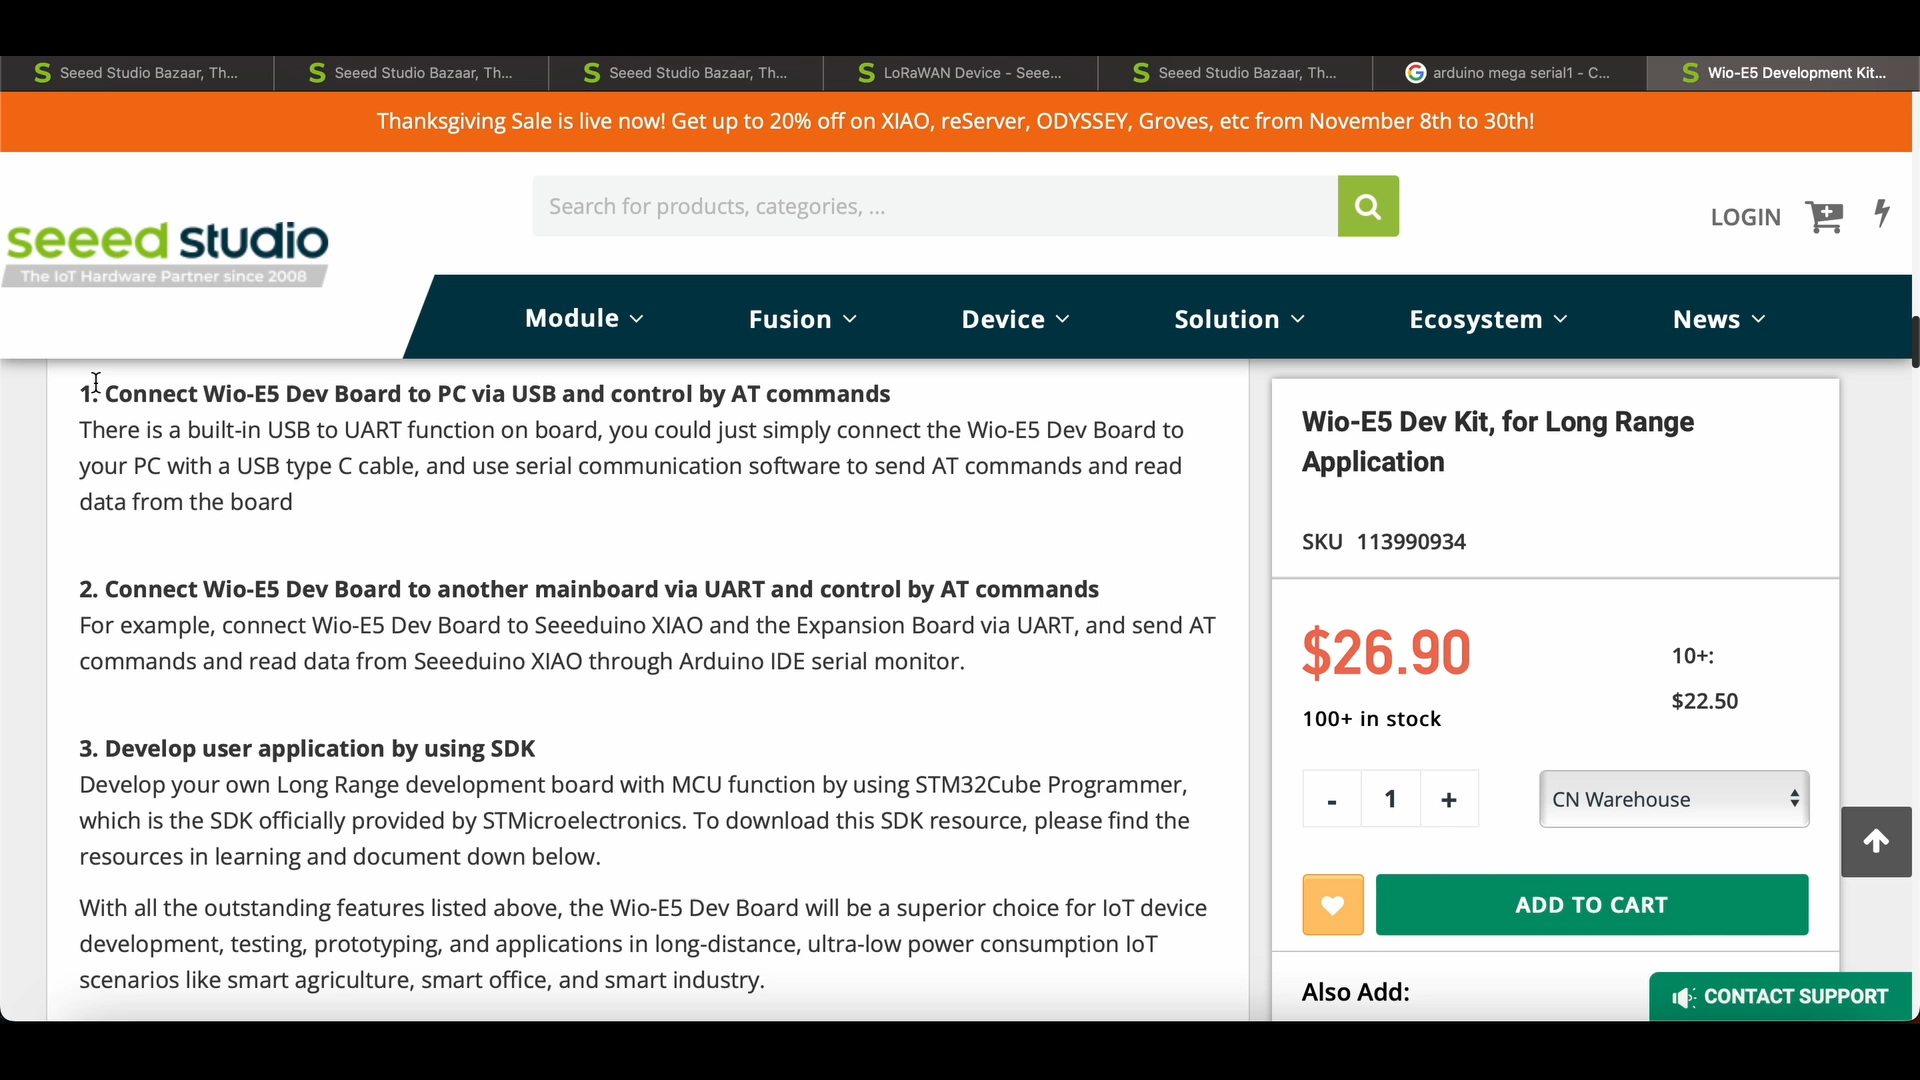 Seeed Studio Bazaar, Th... Seeed Studio Bazaar, Th... Seeed Studio Bazaar, Th... LoRaWAN Device - Seee... Seeed Studio Bazaar, Th... arduino mega serial1 - C... Wio-E5 Development Kit...
Thanksgiving Sale is live now! Get up to 20% off on XIAO, reServer, ODYSSEY, Groves, etc from November 8th to 30th!
Search for products, categories, ...
LOGIN
seeed studio
The IoT Hardware Partner since 2008
Module Fusion Device Solution Ecosystem News
1. Connect Wio-E5 Dev Board to PC via USB and control by AT commands
There is a built-in USB to UART function on board, you could just simply connect the Wio-E5 Dev Board to
your PC with a USB type C cable, and use serial communication software to send AT commands and read
data from the board
2. Connect Wio-E5 Dev Board to another mainboard via UART and control by AT commands
For example, connect Wio-E5 Dev Board to Seeeduino XIAO and the Expansion Board via UART, and send AT
commands and read data from Seeeduino XIAO through Arduino IDE serial monitor.
3. Develop user application by using SDK
Develop your own Long Range development board with MCU function by using STM32Cube Programmer,
which is the SDK officially provided by STMicroelectronics. To download this SDK resource, please find the
resources in learning and document down below.
With all the outstanding features listed above, the Wio-E5 Dev Board will be a superior choice for IoT device
development, testing, prototyping, and applications in long-distance, ultra-low power consumption IoT
scenarios like smart agriculture, smart office, and smart industry.
Wio-E5 Dev Kit, for Long Range
Application
SKU 113990934
$26.90
10+:
$22.50
100+ in stock
- 1 +
CN Warehouse
ADD TO CART
Also Add:
CONTACT SUPPORT